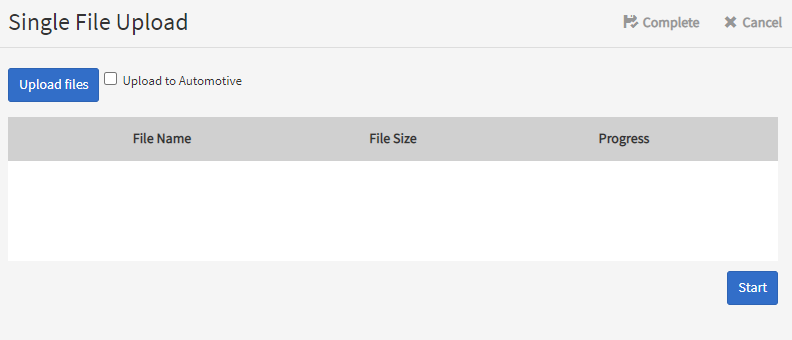 Single File Upload
Complete
Cancel
Upload files
Upload to Automotive
File Name
File Size
Progress
Start